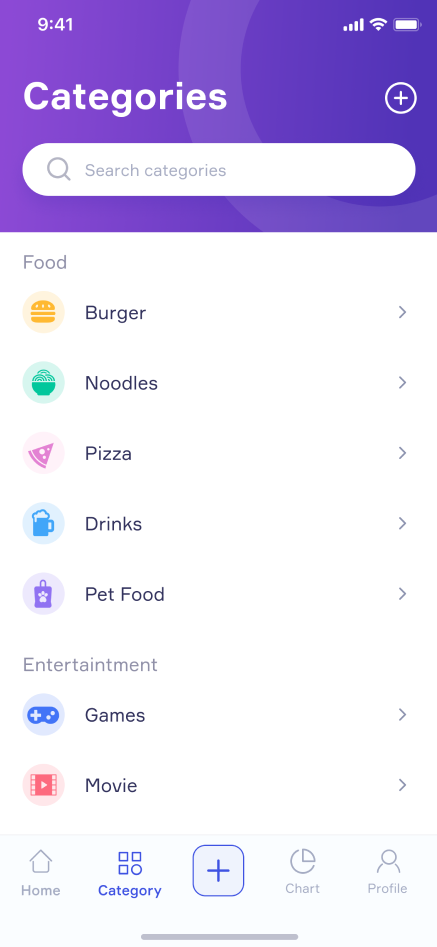 9:41
Categories
Search categories
Food
Burger
Noodles
Pizza
Drinks
Pet Food
Entertaintment
Games
Movie
Home
Category
Chart
Profile